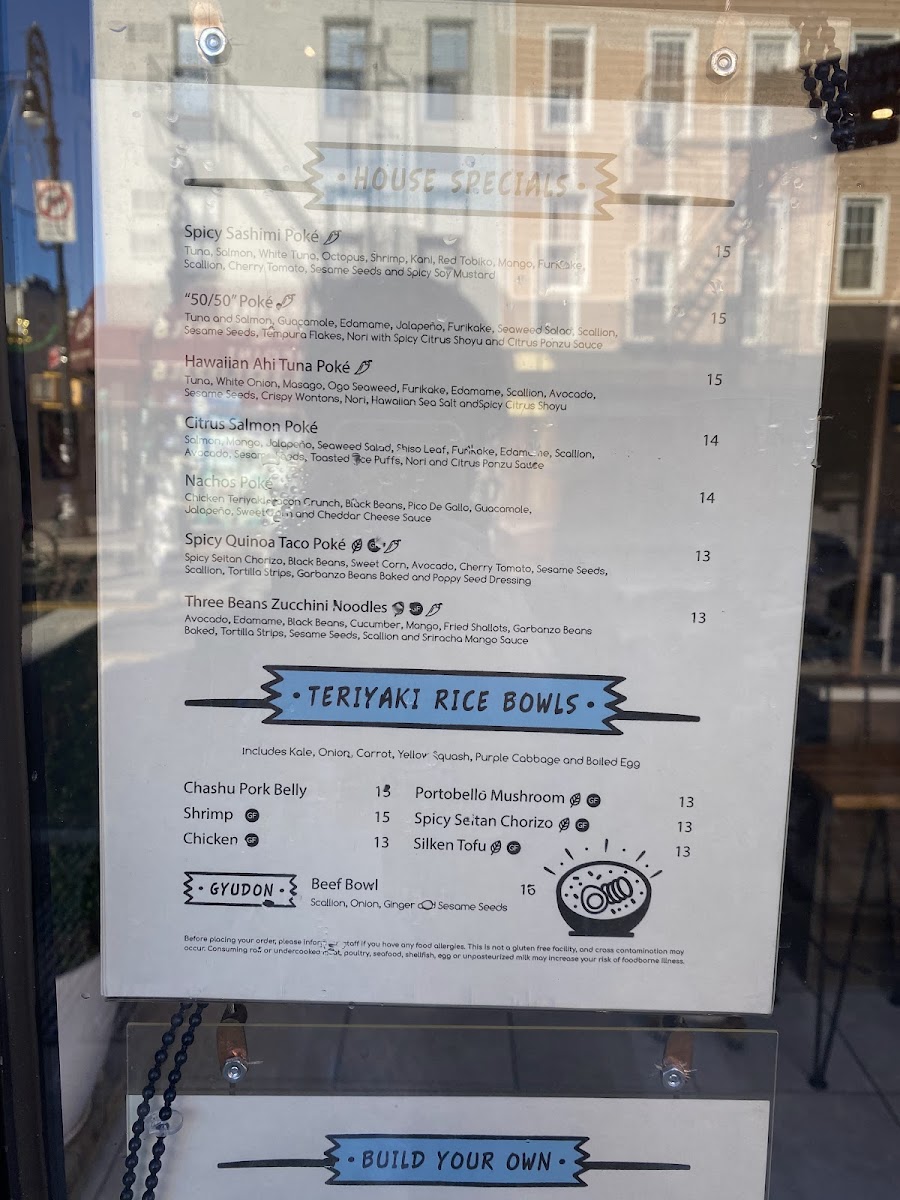 · HOUSE SPECIALS ·
Spicy Sashimi Poké 15
Tuna, Salmon, White Tuna, Octopus, Shrimp, Kani, Red Tobiko, Mango, Furikake,
Scallion, Cherry Tomato, Sesame Seeds and Spicy Soy Mustard
"50/50" Poké 15
Tuna and Salmon, Guacamole, Edamame, Jalapeño, Furikake, Seaweed Salad, Scallion,
Sesame Seeds, Tempura Flakes, Nori with Spicy Citrus Shoyu and Citrus Ponzu Sauce
Hawaiian Ahi Tuna Poké 15
Tuna, White Onion, Masago, Ogo Seaweed, Furikake, Edamame, Scallion, Avocado,
Sesame Seeds, Crispy Wontons, Nori, Hawaiian Sea Salt andSpicy Citrus Shoyu
Citrus Salmon Poké 14
Salmon, Mango, Jalapeño, Seaweed Salad, Shiso Leaf, Furikake, Edamame, Scallion,
Avocado, Sesame Seeds, Toasted Rice Puffs, Nori and Citrus Ponzu Sauce
Nachos Poké 14
Chicken Teriyaki, Bacon Crunch, Black Beans, Pico De Gallo, Guacamole,
Jalapeño, Sweet Corn and Cheddar Cheese Sauce
Spicy Quinoa Taco Poké 13
Spicy Seitan Chorizo, Black Beans, Sweet Corn, Avocado, Cherry Tomato, Sesame Seeds,
Scallion, Tortilla Strips, Garbanzo Beans Baked and Poppy Seed Dressing
Three Beans Zucchini Noodles GF 13
Avocado, Edamame, Black Beans, Cucumber, Mango, Fried Shallots, Garbanzo Beans
Baked, Tortilla Strips, Sesame Seeds, Scallion and Sriracha Mango Sauce
· TERIYAKI RICE BOWLS ·
Includes Kale, Onion, Carrot, Yellow Squash, Purple Cabbage and Boiled Egg
Chashu Pork Belly 15
Shrimp GF 15
Chicken GF 13
Portobello Mushroom GF 13
Spicy Seitan Chorizo GF 13
Silken Tofu GF 13
· GYUDON ·
Beef Bowl 15
Scallion, Onion, Ginger and Sesame Seeds
Before placing your order, please inform our staff if you have any food allergies. This is not a gluten free facility, and cross contamination may
occur. Consuming raw or undercooked meat, poultry, seafood, shellfish, egg or unpasteurized milk may increase your risk of foodborne illness.
· BUILD YOUR OWN ·